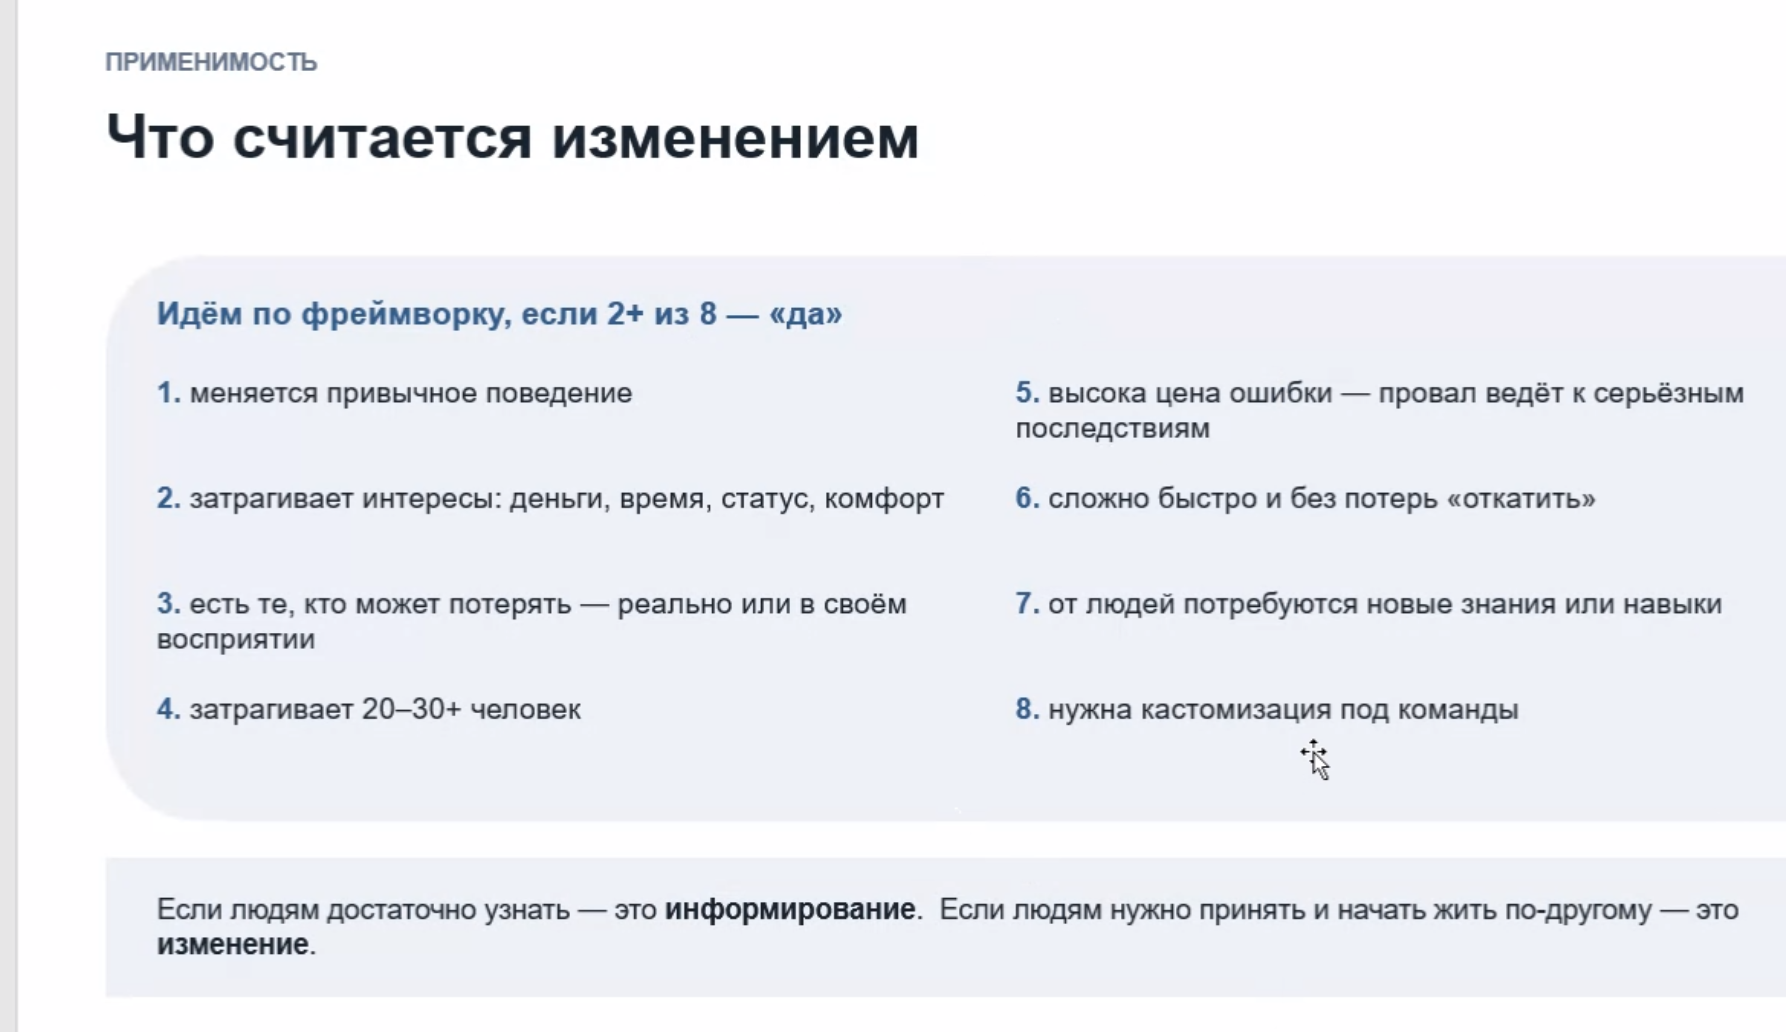 ПРИМЕНИМОСТЬ
Что считается изменением
Идём по фреймворку, если 2+ из 8 — «да»
1. меняется привычное поведение
2. затрагивает интересы: деньги, время, статус, комфорт
3. есть те, кто может потерять — реально или в своём
восприятии
4. затрагивает 20–30+ человек
5. высока цена ошибки — провал ведёт к серьёзным
последствиям
6. сложно быстро и без потерь «откатить»
7. от людей потребуются новые знания или навыки
8. нужна кастомизация под команды
Если людям достаточно узнать — это информирование. Если людям нужно принять и начать жить по-другому — это
изменение.